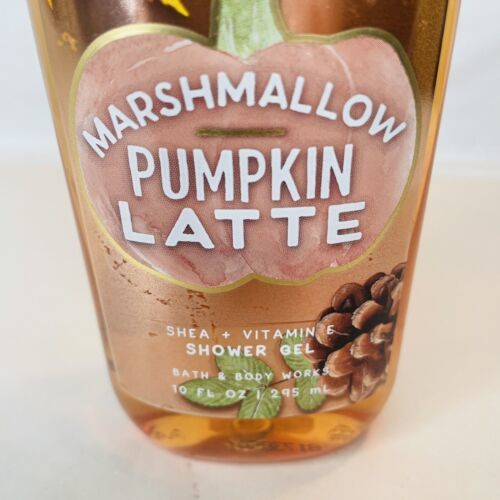 MARSHMALLOW
PUMPKIN
LATTE
SHEA + VITAMIN E
SHOWER GEL
BATH & BODY WORKS
10 FL OZ | 295 mL